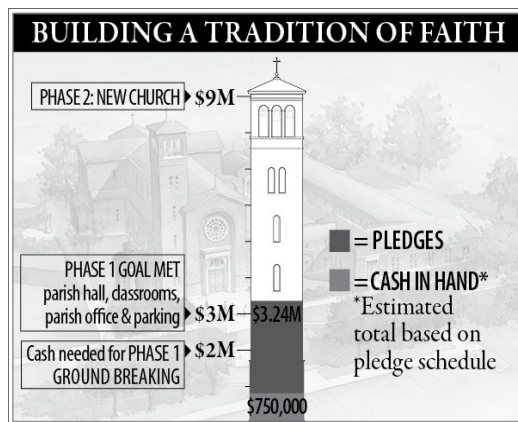 BUILDING A TRADITION OF FAITH
PHASE 2: NEW CHURCH
$9M
= PLEDGES
= CASH IN HAND*
*Estimated
total based on
pledge schedule
PHASE 1 GOAL MET
parish hall, classrooms,
parish office & parking
$3M
$3.24M
Cash needed for PHASE 1
GROUND BREAKING
$2M
$750,000